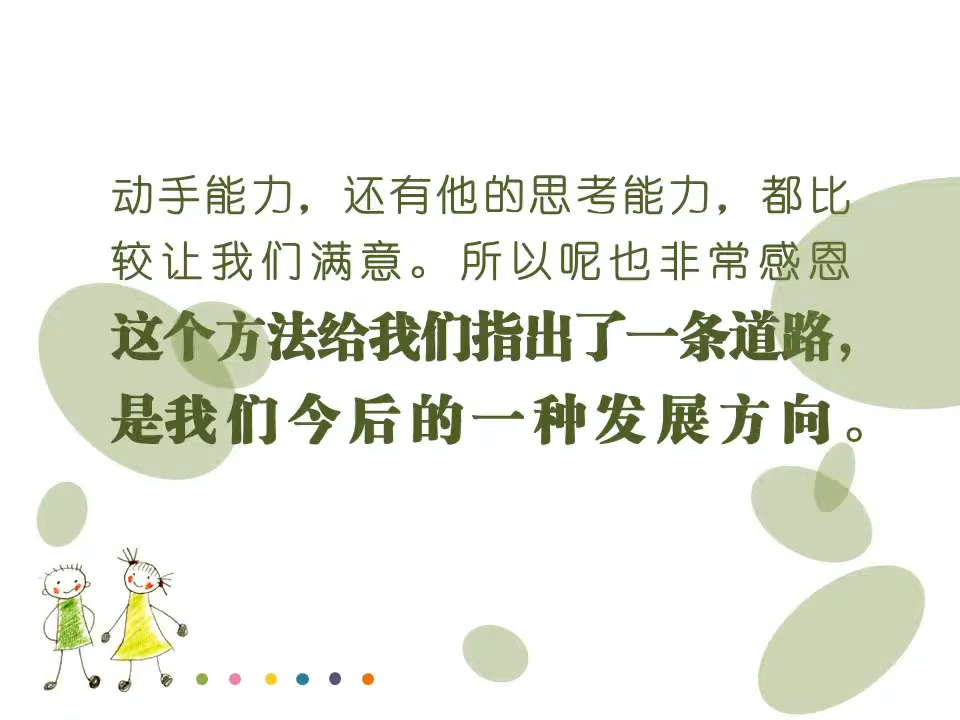 动手能力，还有他的思考能力，都比
较让我们满意。所以呢也非常感恩
这个方法给我们指出了一条道路，
是我们今后的一种发展方向。